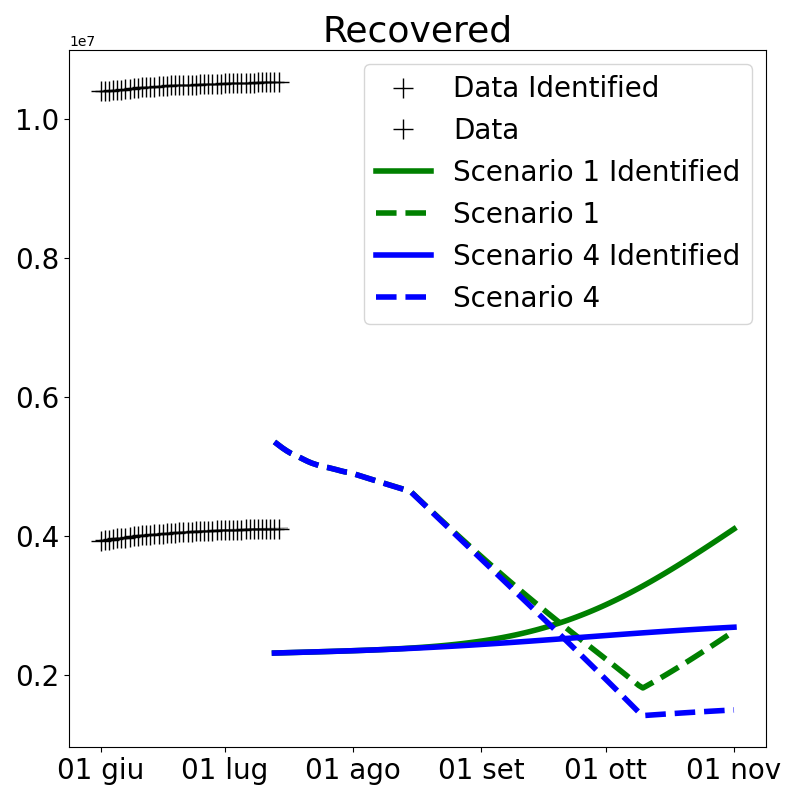 Recovered
1e7
Data Identified
Data
Scenario 1 Identified
Scenario 1
Scenario 4 Identified
Scenario 4
1.0
0.8
0.6
0.4
0.2
01 giu 01 lug 01 ago 01 set 01 ott 01 nov